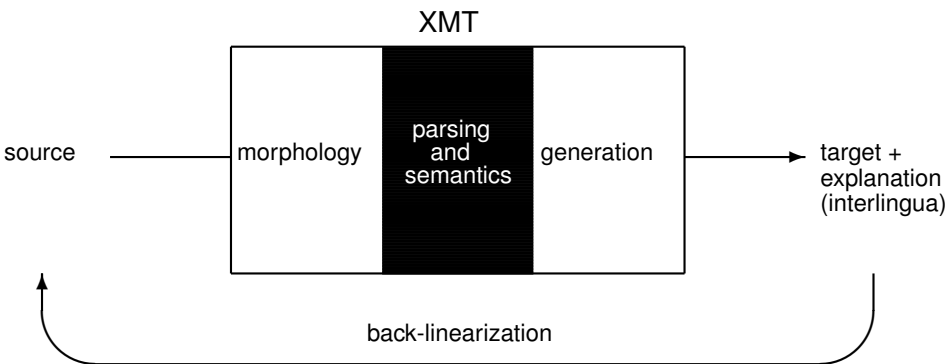 XMT
source
morphology
parsing
and
semantics
generation
target +
explanation
(interlingua)
back-linearization